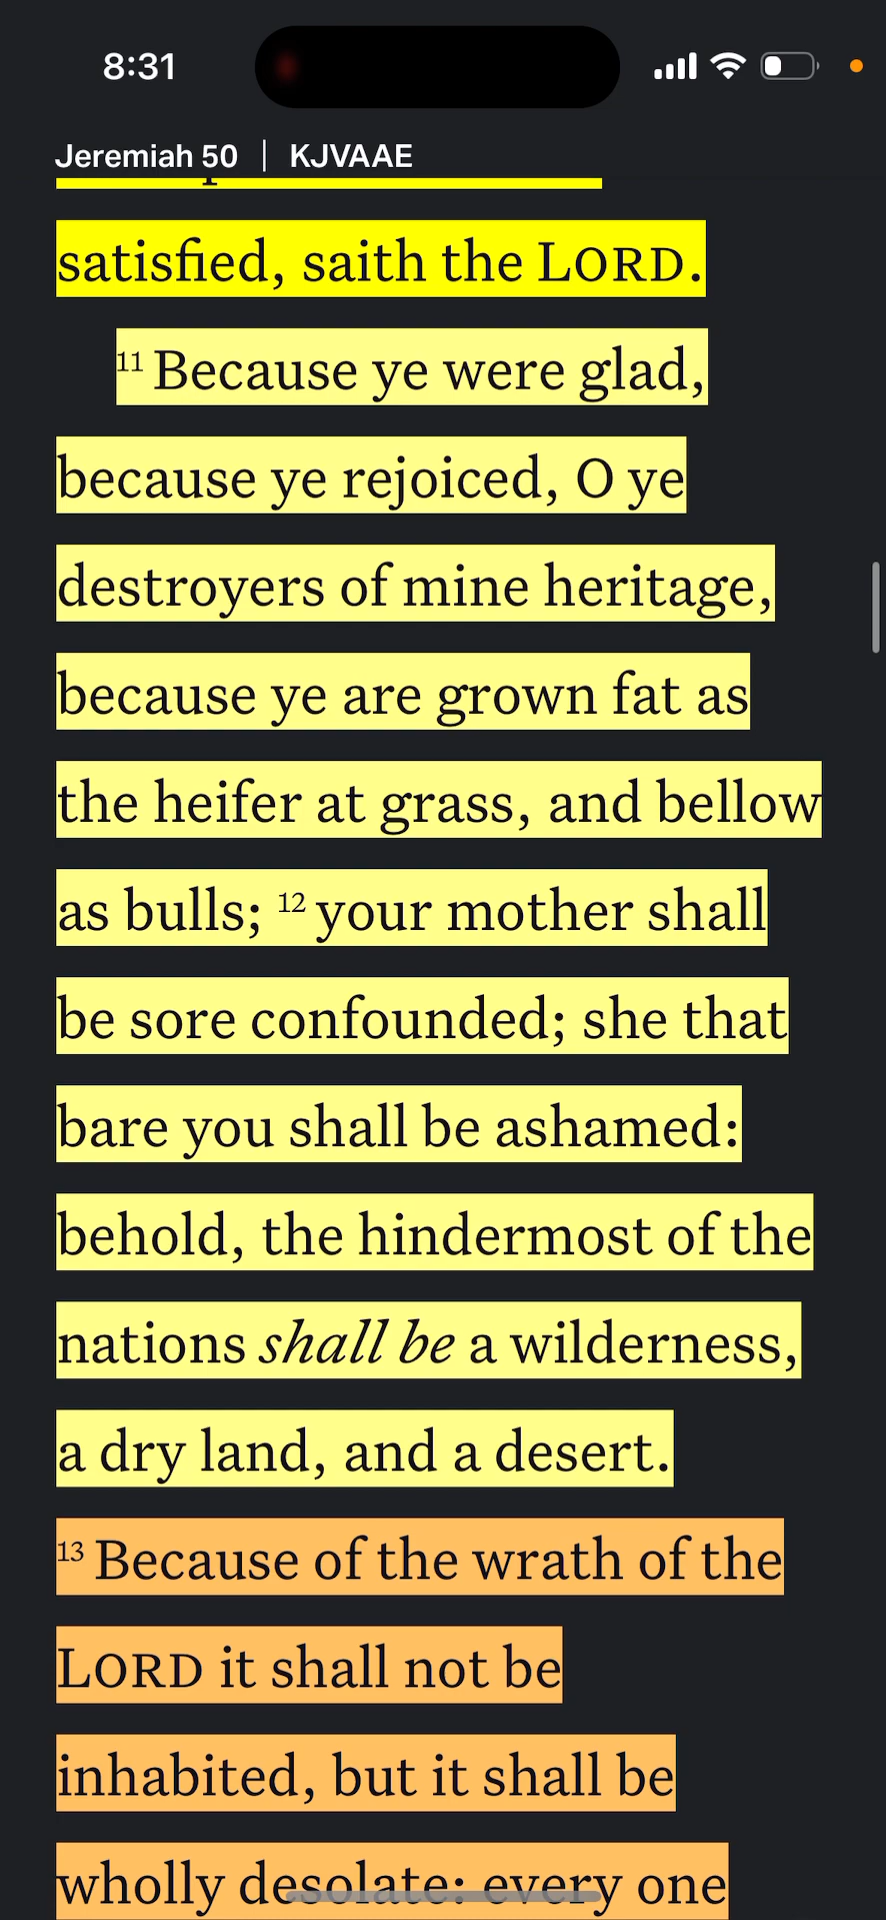 8:31
Jeremiah 50 | KJVAAE
satisfied, saith the LORD.
11 Because ye were glad,
because ye rejoiced, O ye
destroyers of mine heritage,
because ye are grown fat as
the heifer at grass, and bellow
as bulls; 12 your mother shall
be sore confounded; she that
bare you shall be ashamed:
behold, the hindermost of the
nations shall be a wilderness,
a dry land, and a desert.
13 Because of the wrath of the
LORD it shall not be
inhabited, but it shall be
wholly desolate: every one